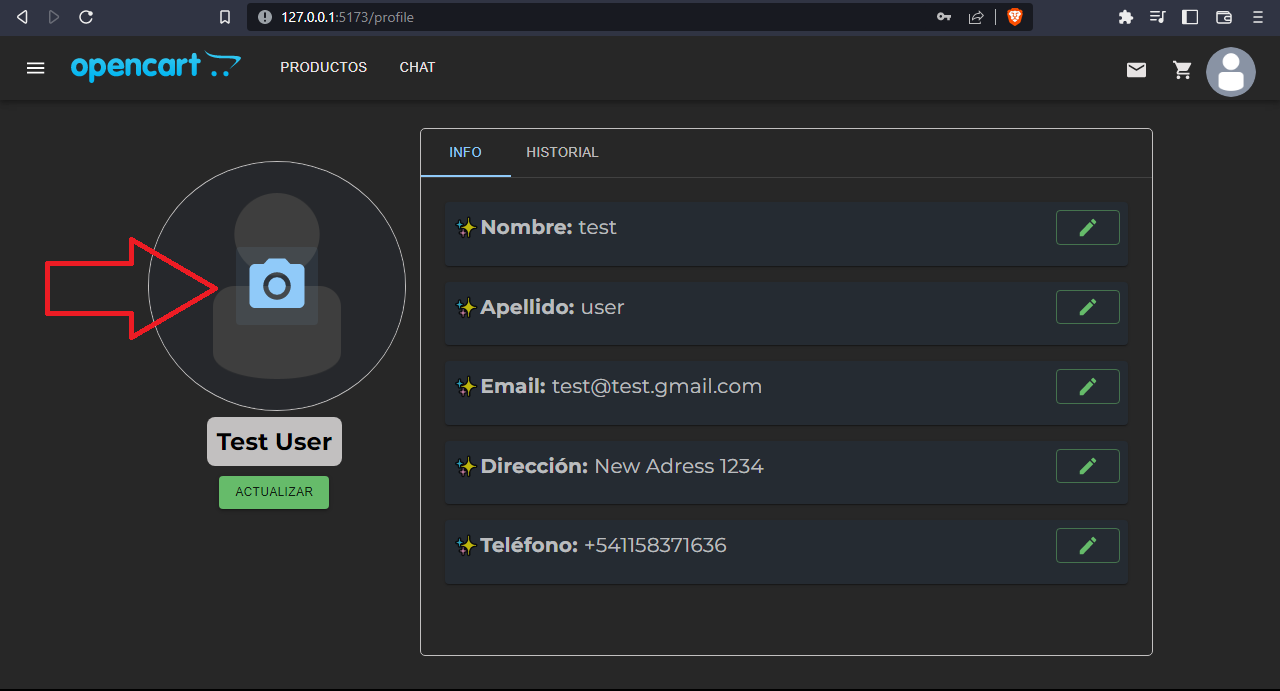 127.0.0.1:5173/profile
opencart
PRODUCTOS
CHAT
INFO
HISTORIAL
Nombre: test
Apellido: user
Email: test@test.gmail.com
Dirección: New Adress 1234
Teléfono: +541158371636
Test User
ACTUALIZAR